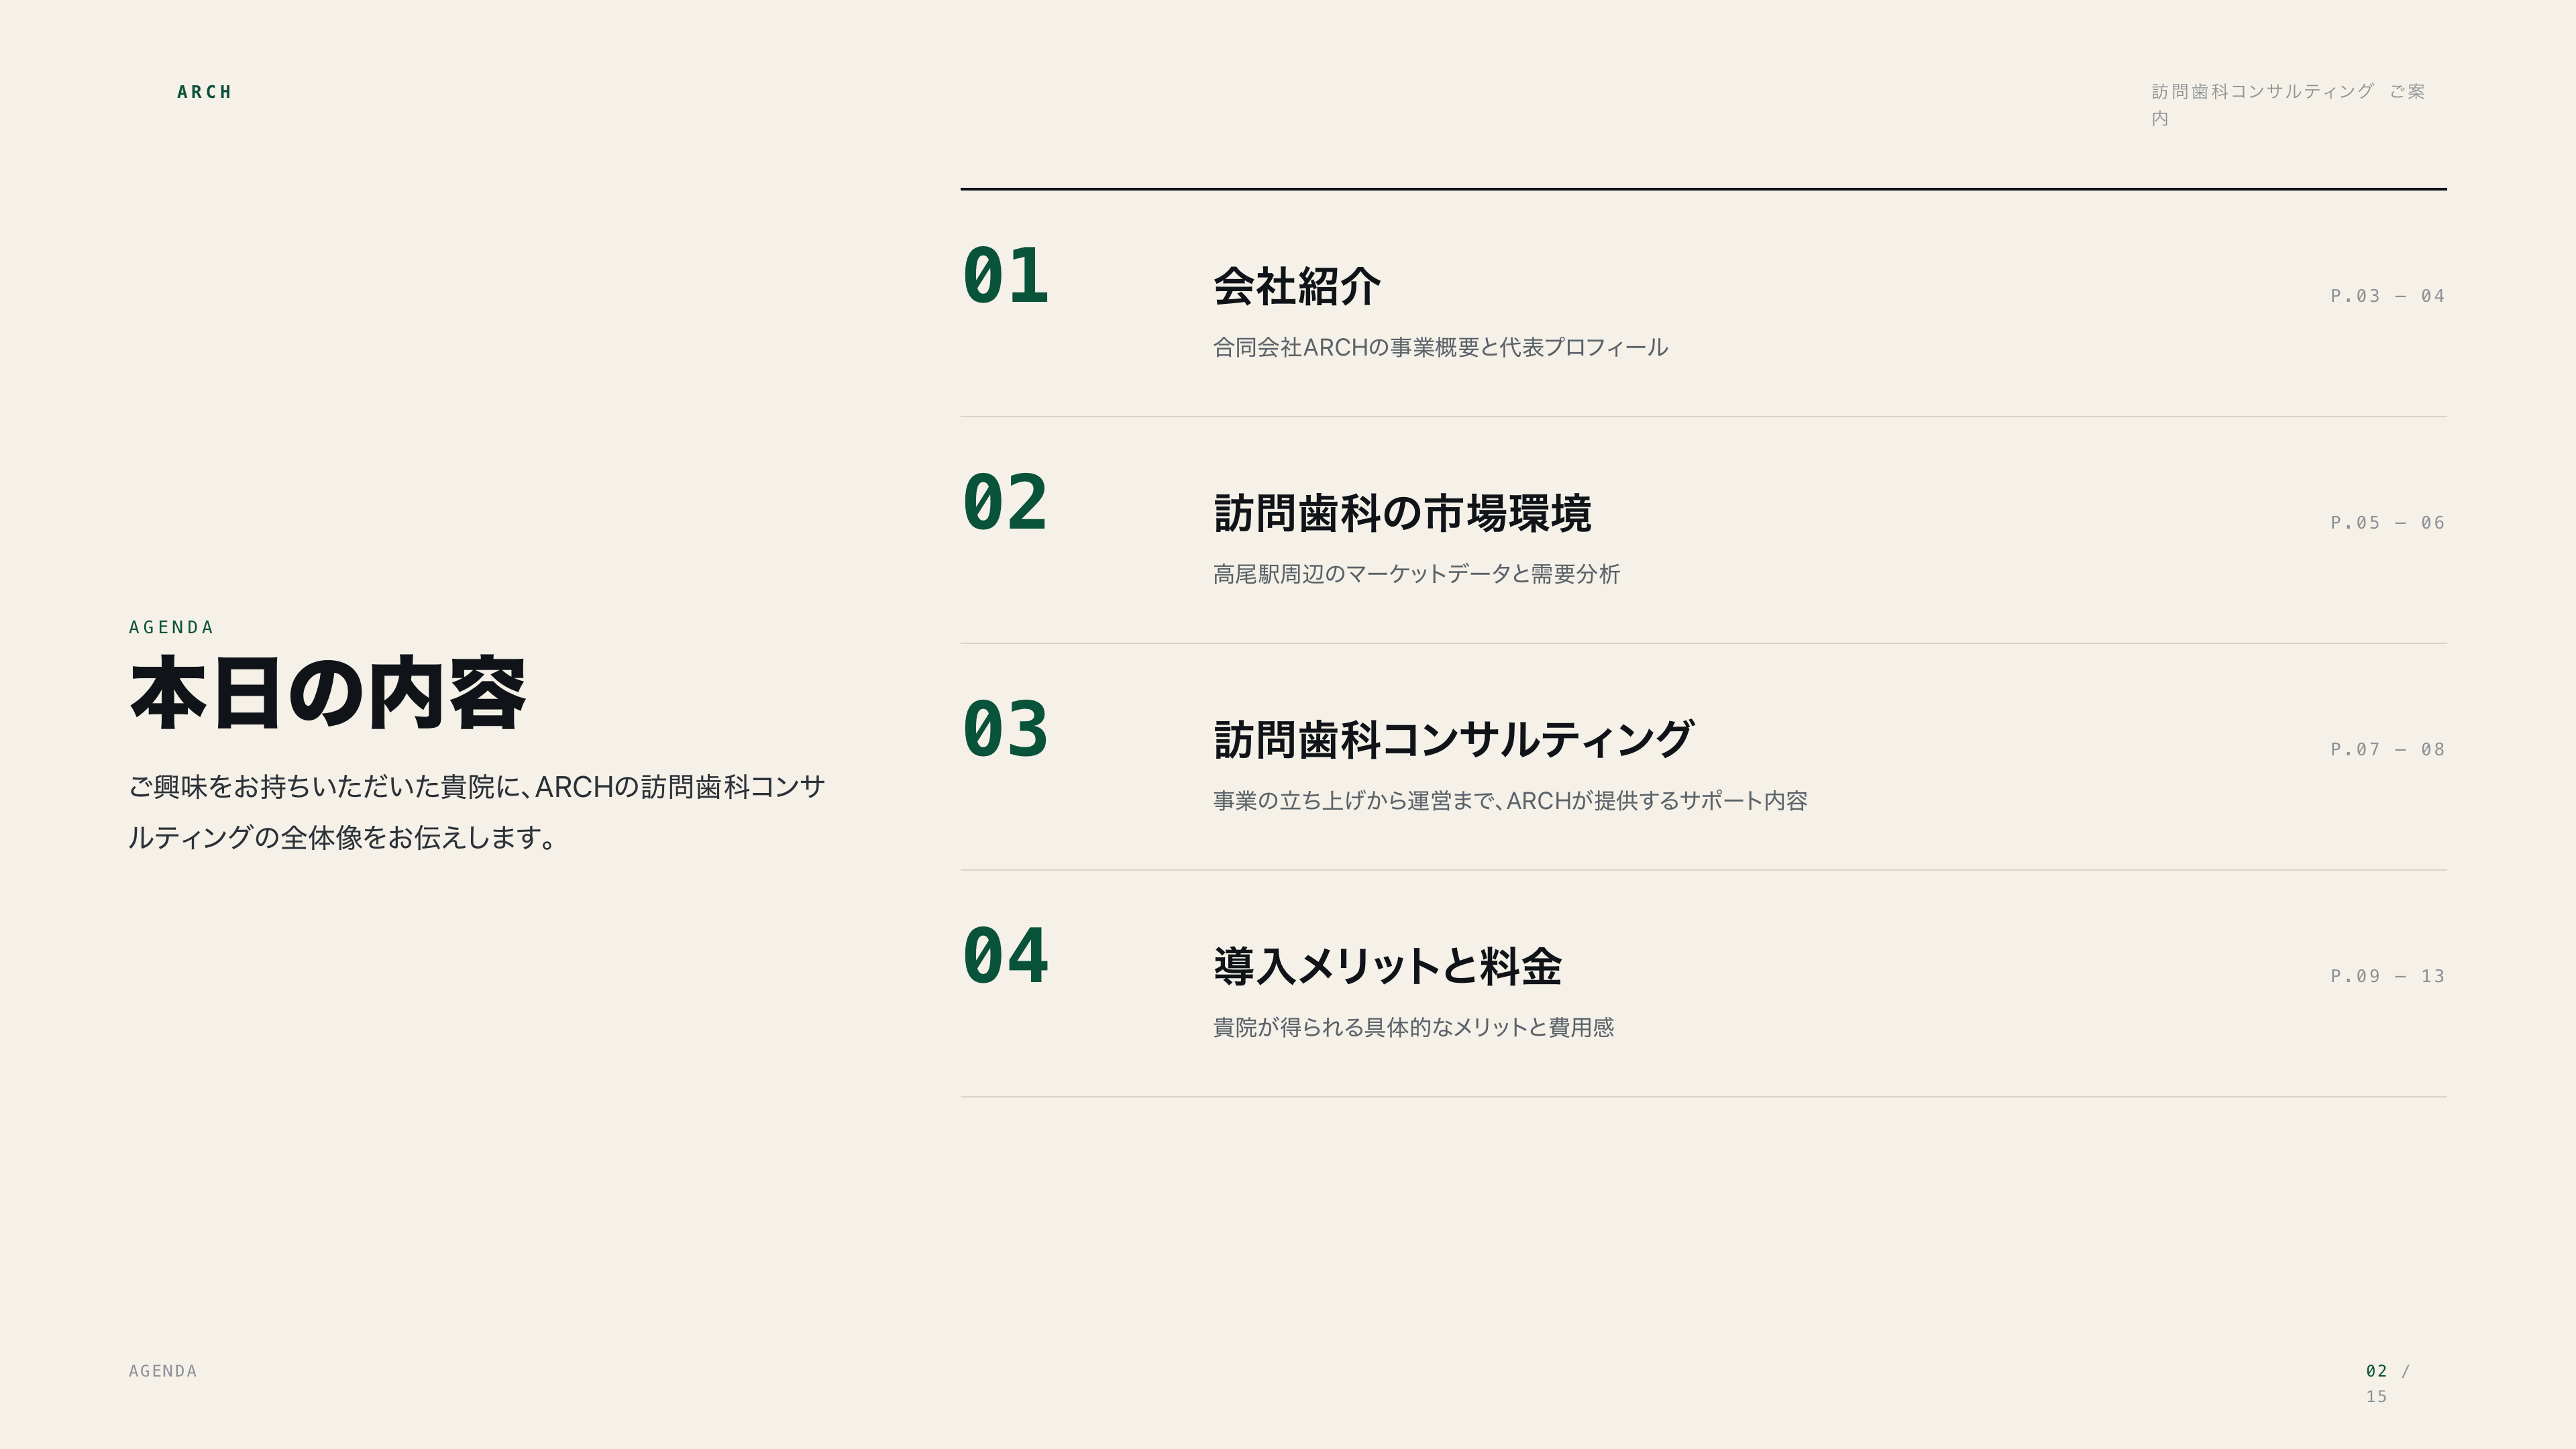 ARCH
訪問歯科コンサルティング ご案
内
AGENDA
本日の内容
ご興味をお持ちいただいた貴院に、ARCHの訪問歯科コンサ
ルティングの全体像をお伝えします。
01
会社紹介
P.03 — 04
合同会社ARCHの事業概要と代表プロフィール
02
訪問歯科の市場環境
P.05 — 06
高尾駅周辺のマーケットデータと需要分析
03
訪問歯科コンサルティング
P.07 — 08
事業の立ち上げから運営まで、ARCHが提供するサポート内容
04
導入メリットと料金
P.09 — 13
貴院が得られる具体的なメリットと費用感
AGENDA
02 /
15